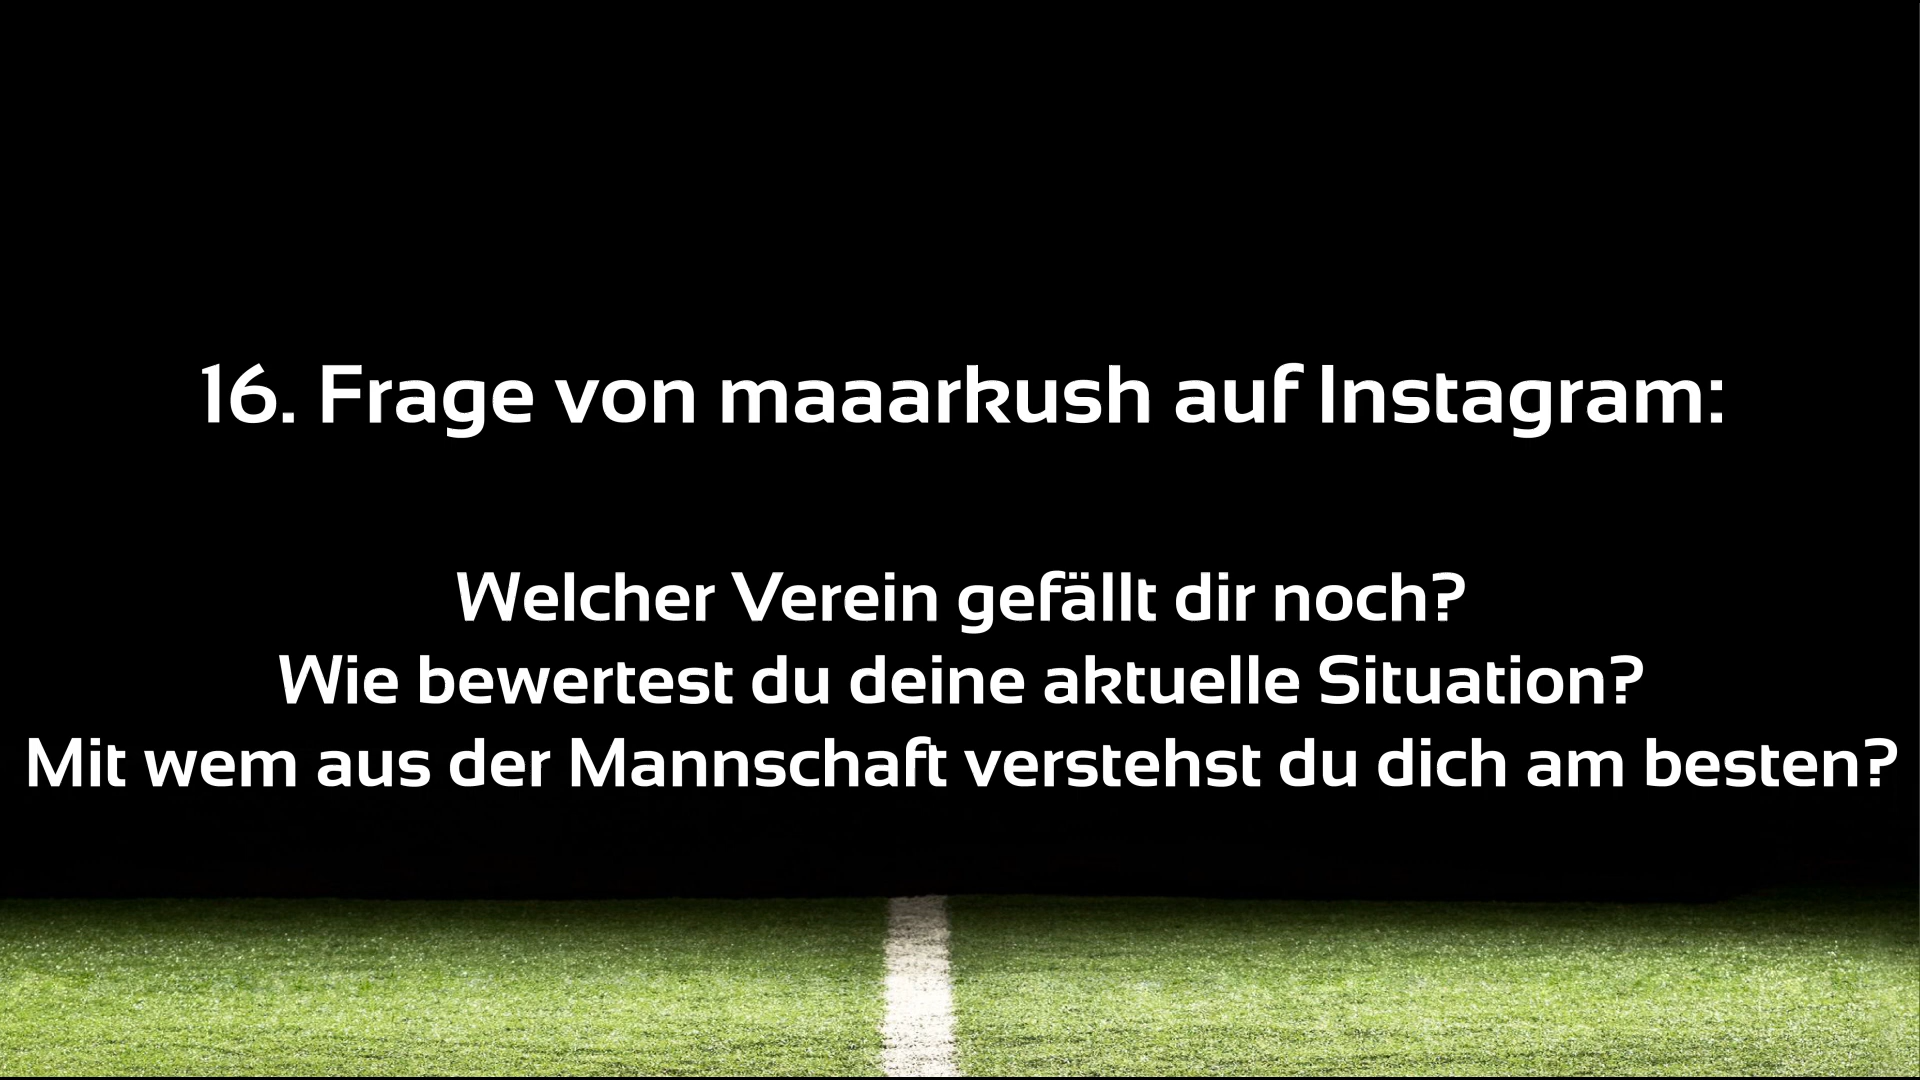 16. Frage von maaarkush auf Instagram:
Welcher Verein gefällt dir noch?
Wie bewertest du deine aktuelle Situation?
Mit wem aus der Mannschaft verstehst du dich am besten?